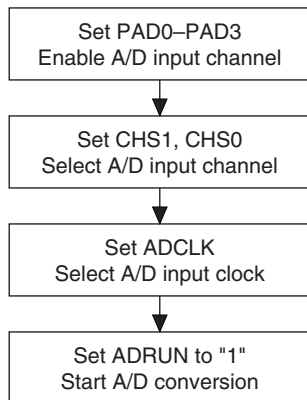 Set PAD0–PAD3
Enable A/D input channel
Set CHS1, CHS0
Select A/D input channel
Set ADCLK
Select A/D input clock
Set ADRUN to "1"
Start A/D conversion